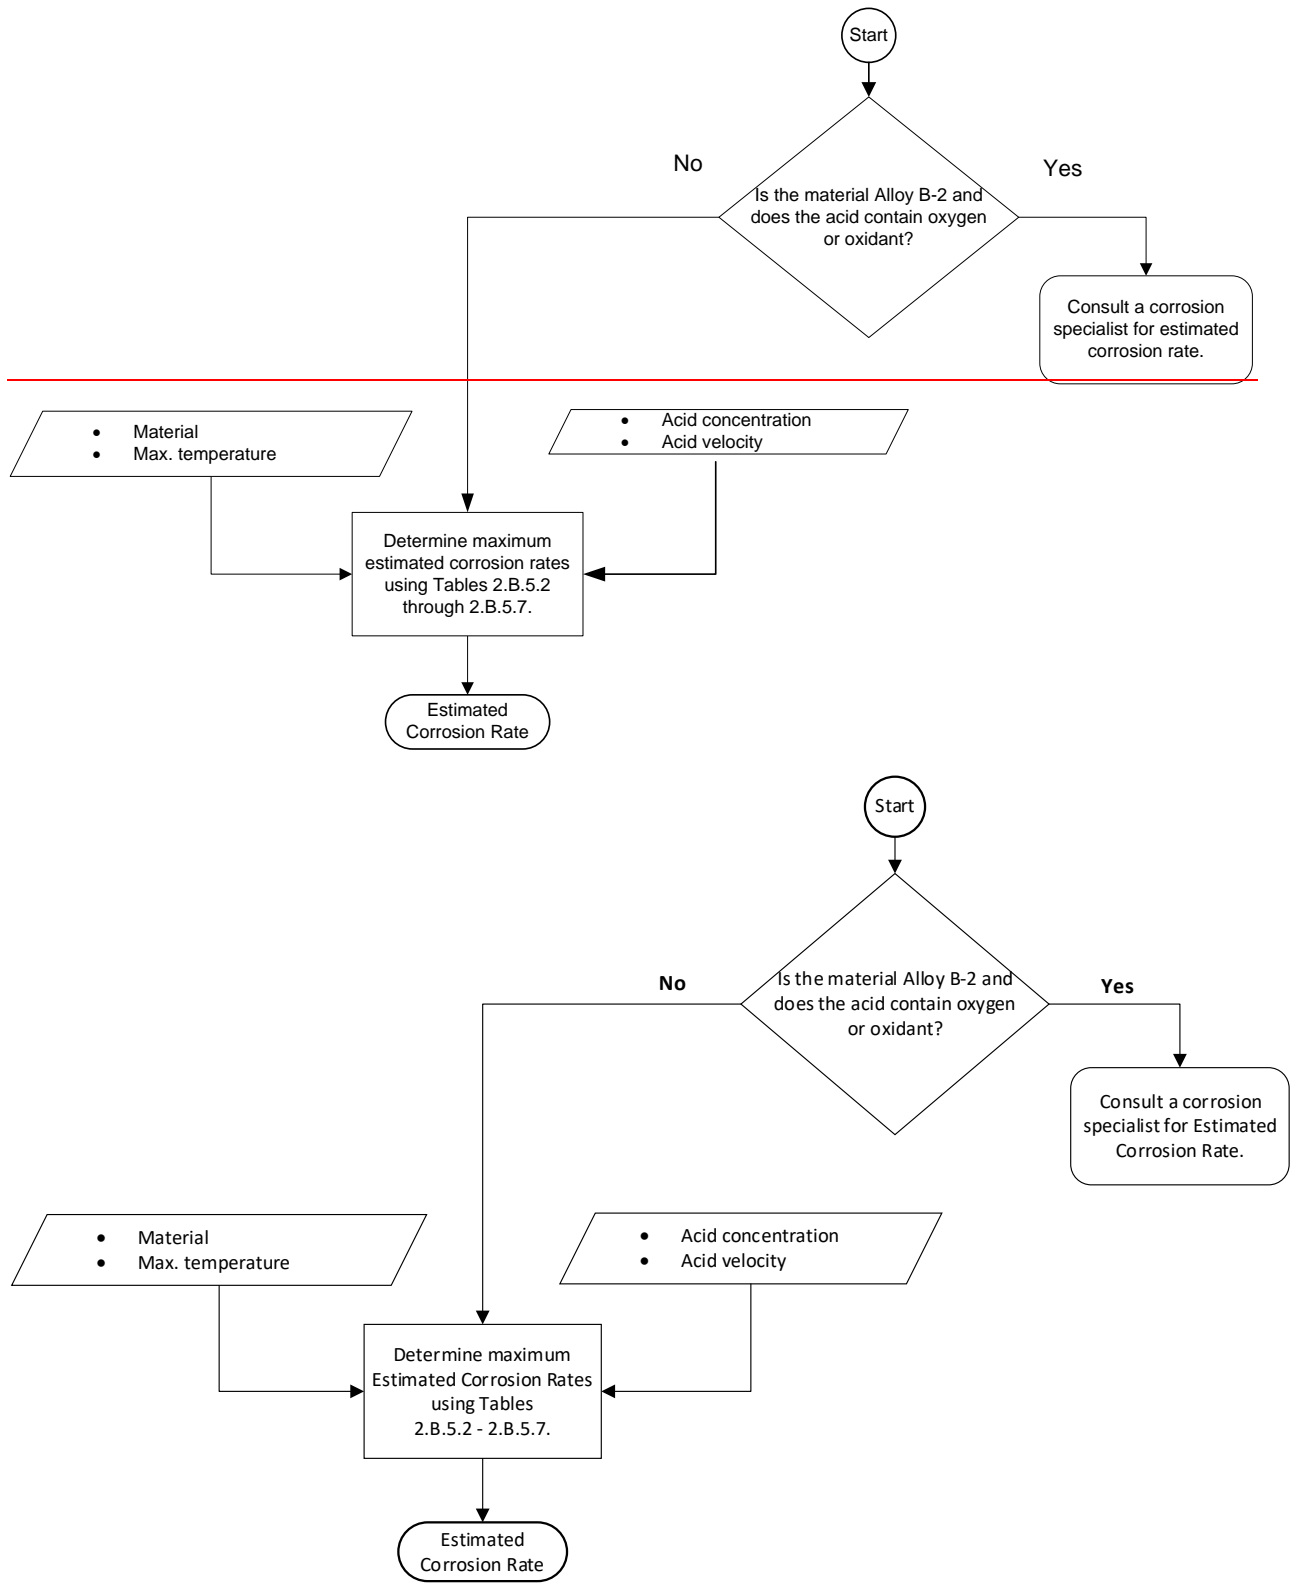 Start
No
Yes
Is the material Alloy B-2 and
does the acid contain oxygen
or oxidant?
Consult a corrosion
specialist for estimated
corrosion rate.
• Material
• Max. temperature
• Acid concentration
• Acid velocity
Determine maximum
estimated corrosion rates
using Tables 2.B.5.2
through 2.B.5.7.
Estimated
Corrosion Rate
Start
No
Yes
Is the material Alloy B-2 and
does the acid contain oxygen
or oxidant?
Consult a corrosion
specialist for Estimated
Corrosion Rate.
• Material
• Max. temperature
• Acid concentration
• Acid velocity
Determine maximum
Estimated Corrosion Rates
using Tables
2.B.5.2 - 2.B.5.7.
Estimated
Corrosion Rate